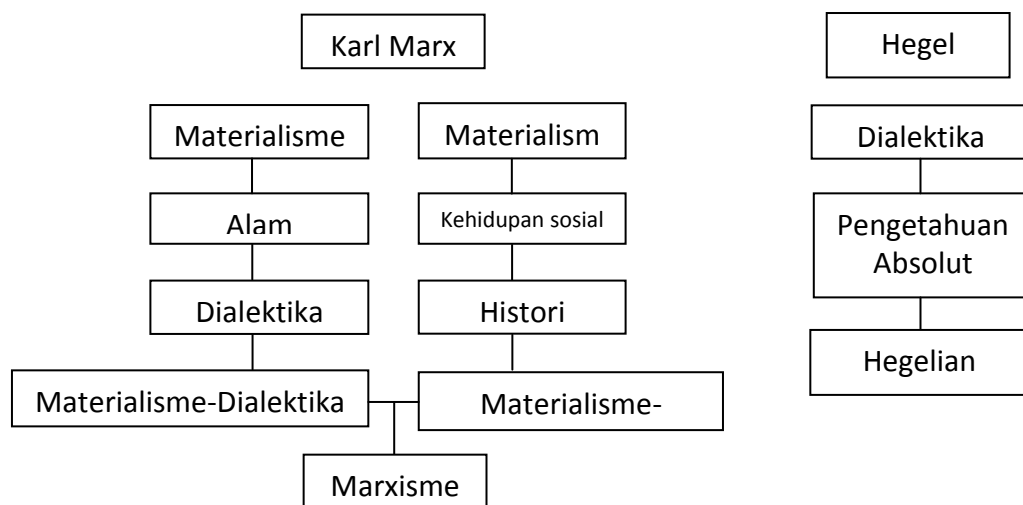 Karl Marx
Hegel
Materialisme
Materialism
Dialektika
Alam
Kehidupan sosial
Pengetahuan
Absolut
Dialektika
Histori
Hegelian
Materialisme-Dialektika
Materialisme-
Marxisme